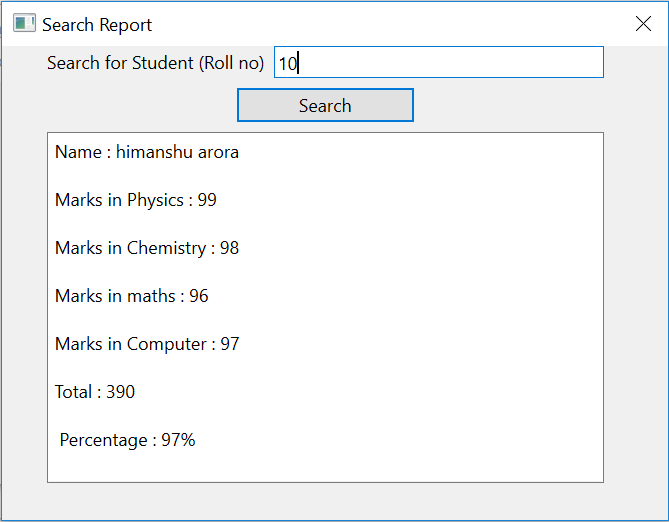 Search Report
Search for Student (Roll no) 10
Search
Name : himanshu arora
Marks in Physics : 99
Marks in Chemistry : 98
Marks in maths : 96
Marks in Computer : 97
Total : 390
Percentage : 97%